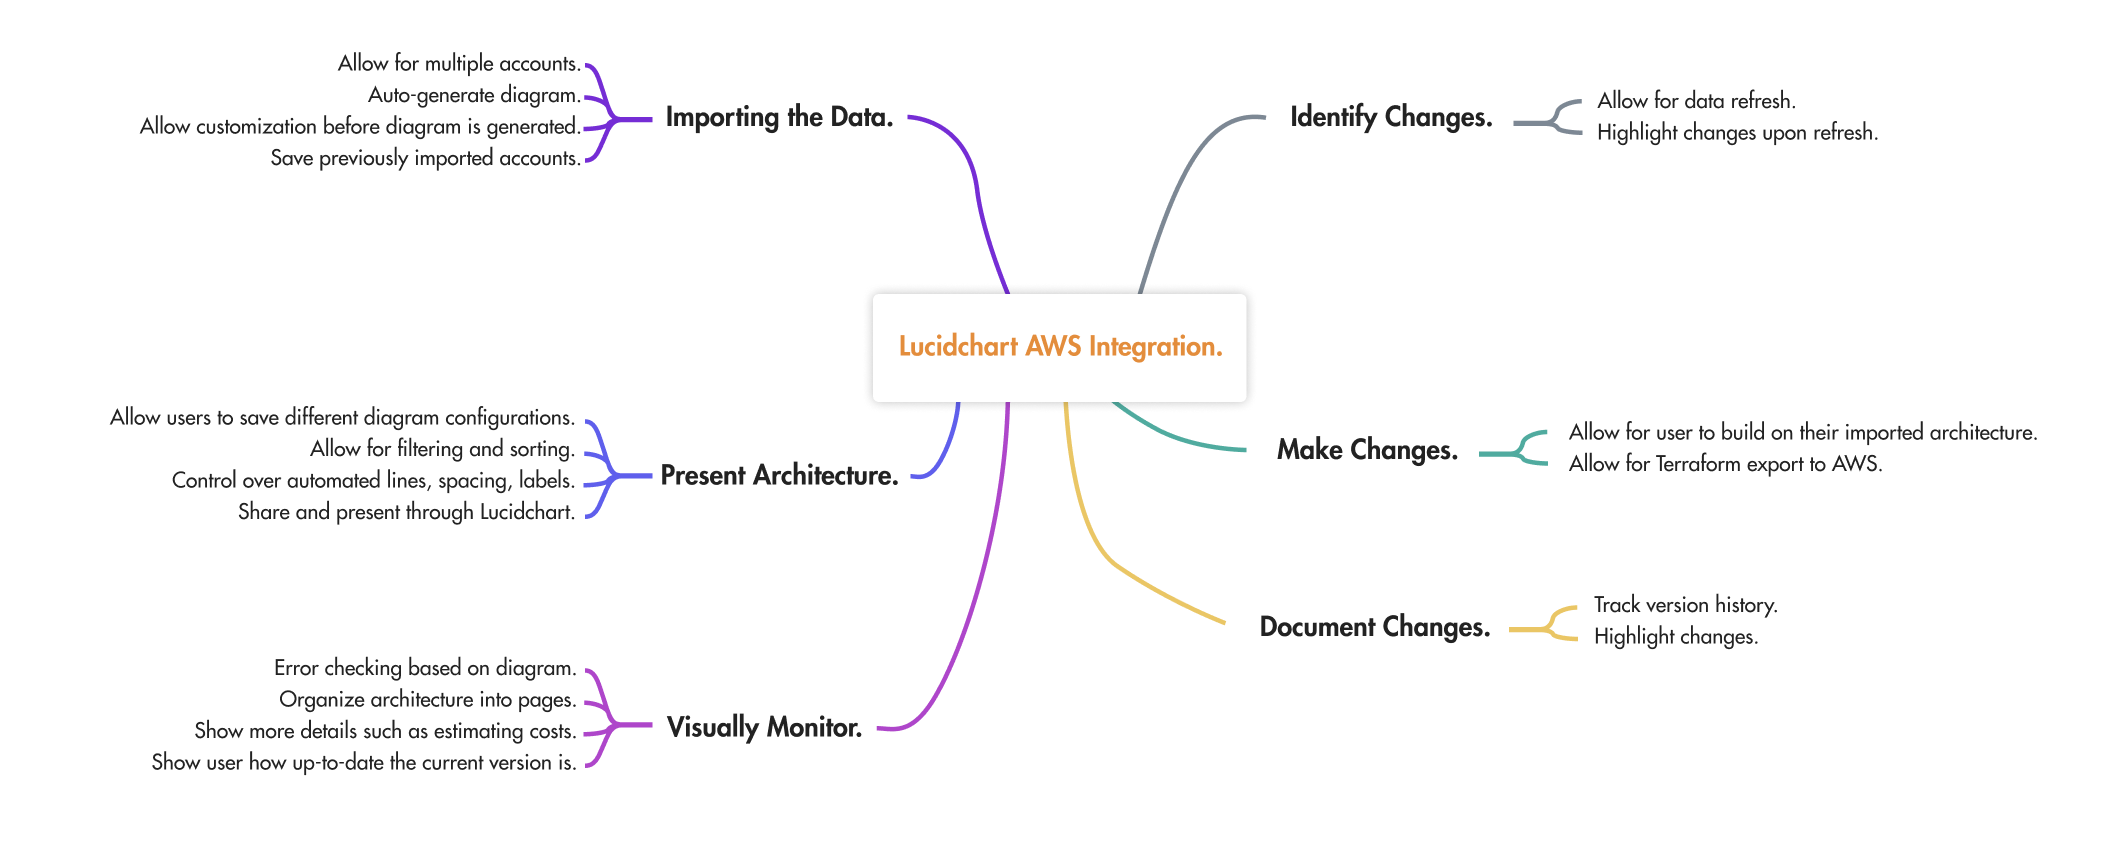 Allow for multiple accounts.
Auto-generate diagram.
Allow customization before diagram is generated.
Save previously imported accounts.
Importing the Data.
Identify Changes.
Allow for data refresh.
Highlight changes upon refresh.
Lucidchart AWS Integration.
Allow users to save different diagram configurations.
Allow for filtering and sorting.
Control over automated lines, spacing, labels.
Share and present through Lucidchart.
Present Architecture.
Make Changes.
Allow for user to build on their imported architecture.
Allow for Terraform export to AWS.
Document Changes.
Track version history.
Highlight changes.
Error checking based on diagram.
Organize architecture into pages.
Show more details such as estimating costs.
Show user how up-to-date the current version is.
Visually Monitor.